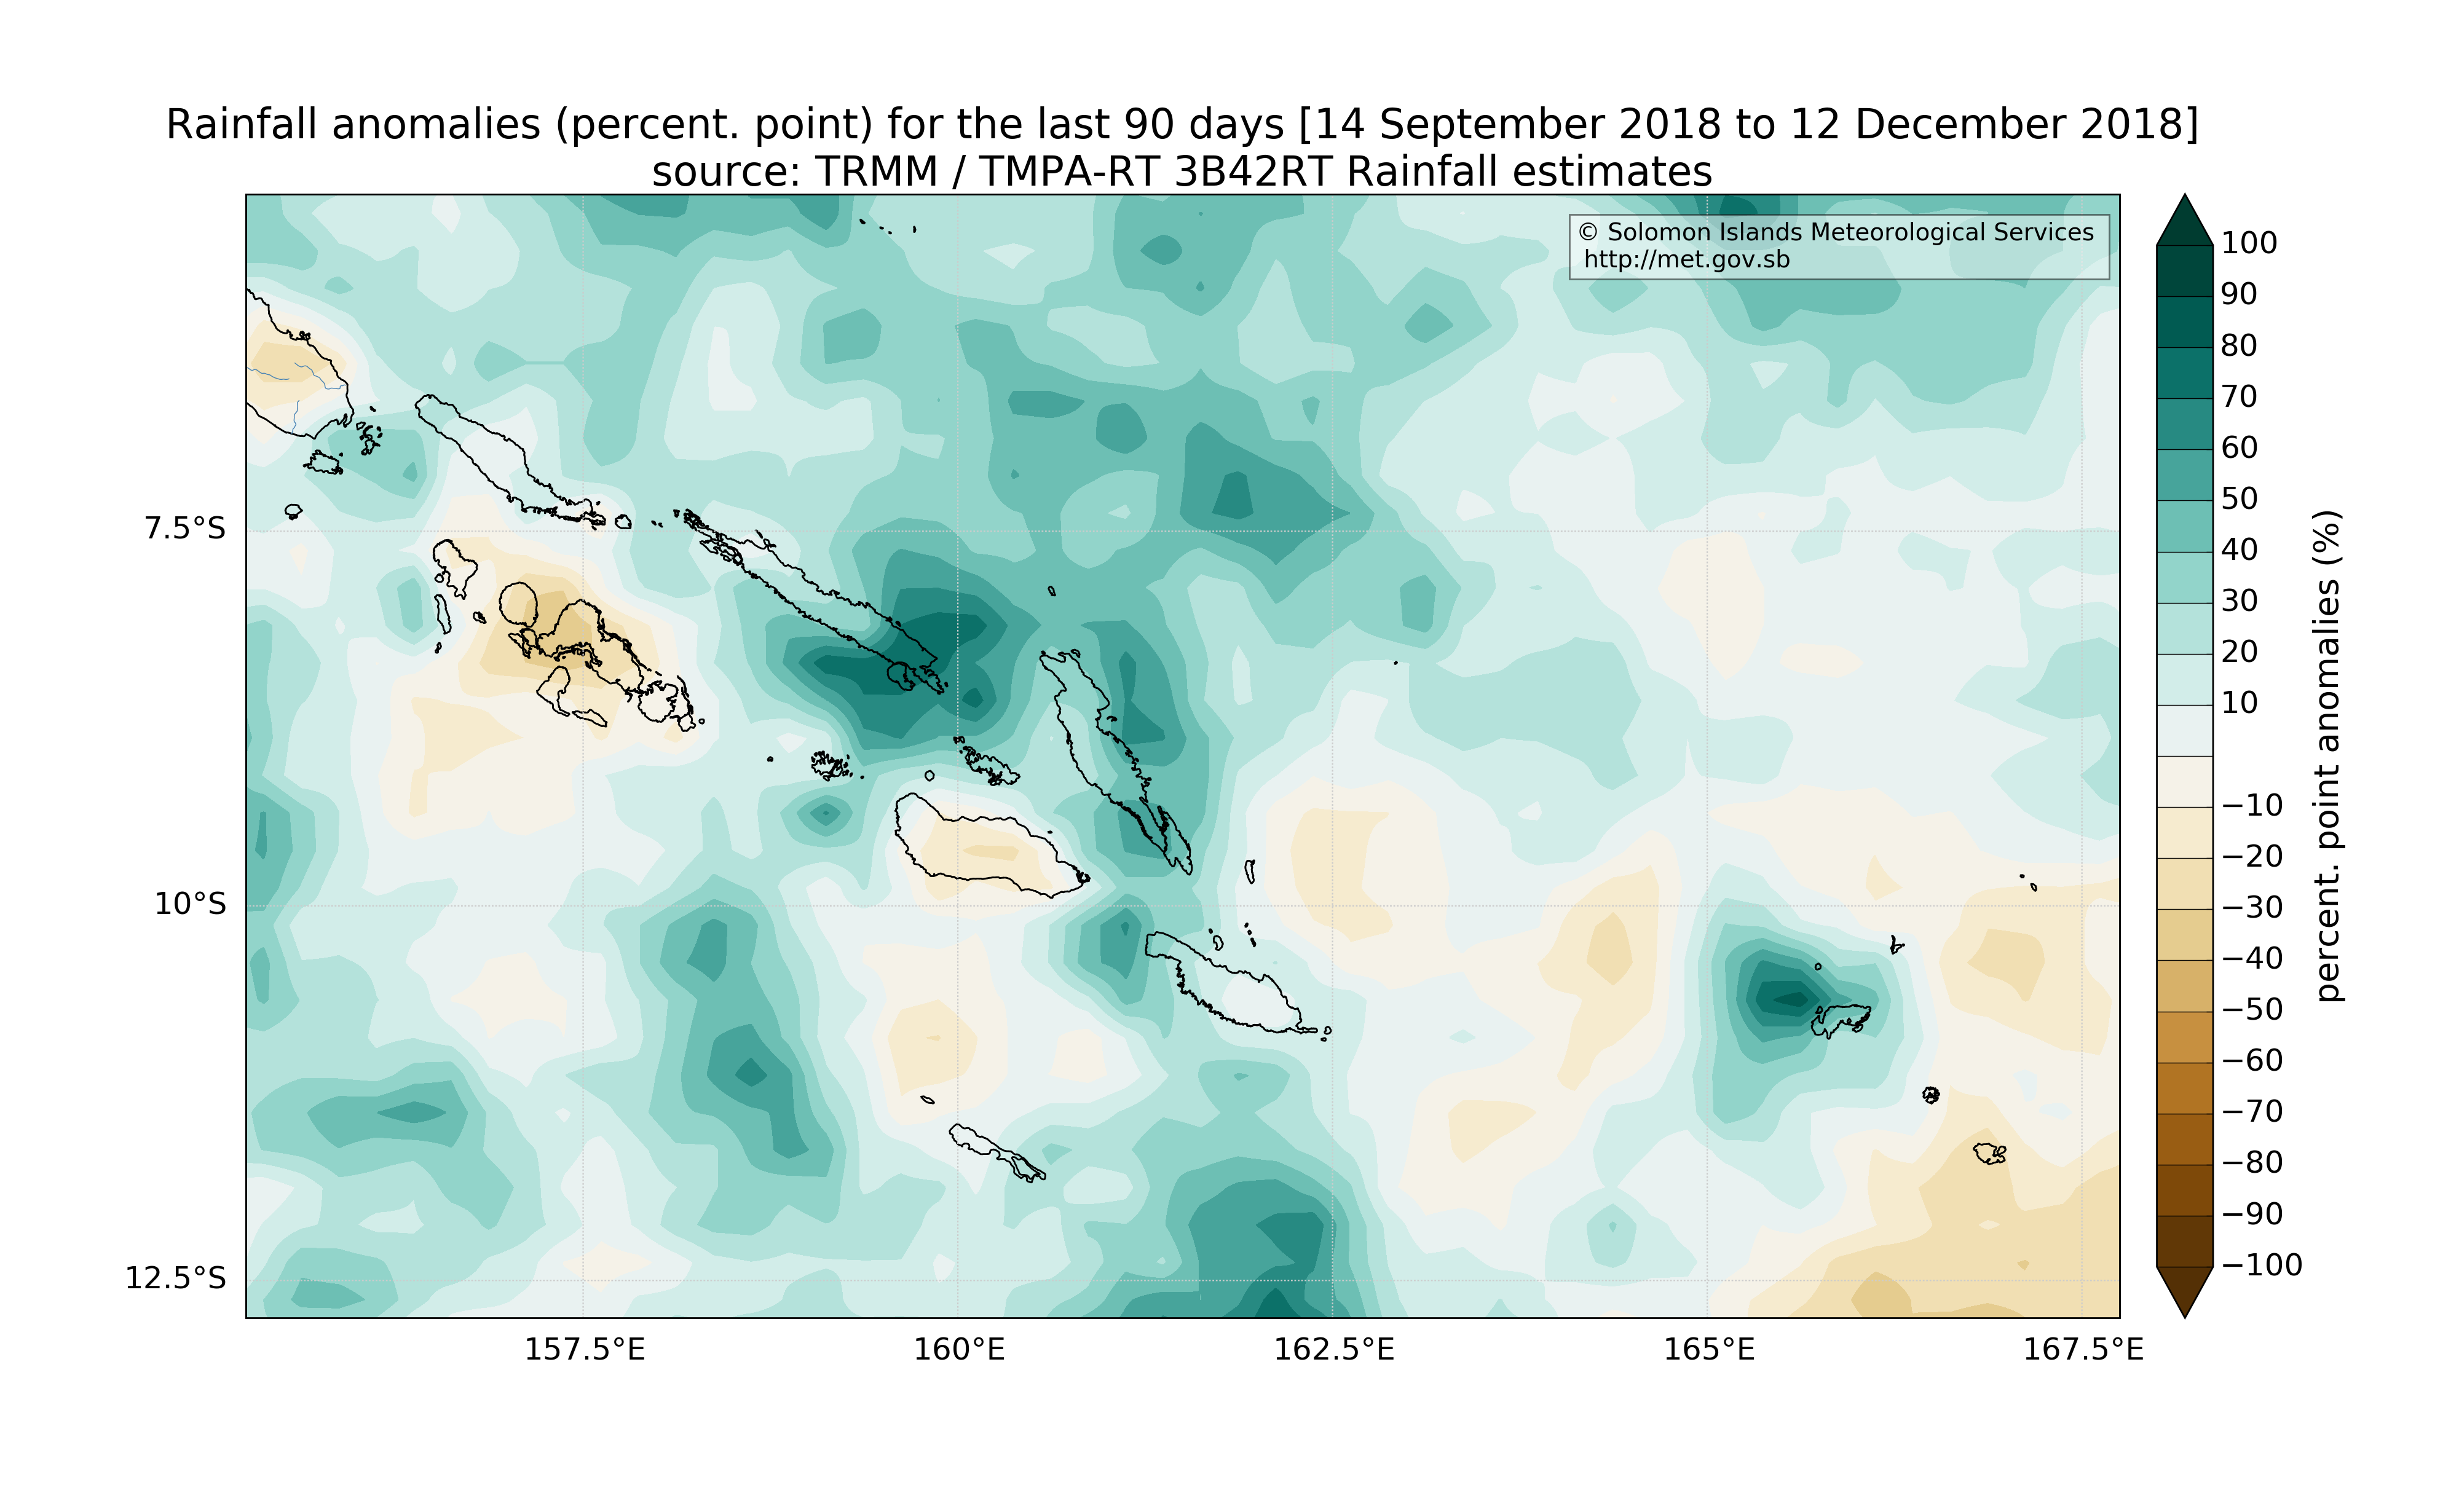 Rainfall anomalies (percent. point) for the last 90 days [14 September 2018 to 12 December 2018]
source: TRMM / TMPA-RT 3B42RT Rainfall estimates
© Solomon Islands Meteorological Services
http://met.gov.sb
7.5°S
10°S
12.5°S
157.5°E
160°E
162.5°E
165°E
167.5°E
100
90
80
70
60
50
40
30
20
10
−10
−20
−30
−40
−50
−60
−70
−80
−90
−100
percent. point anomalies (%)